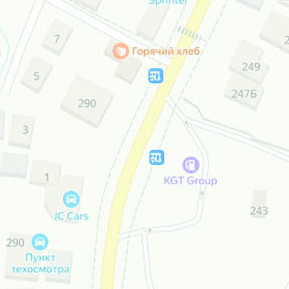 Sprinter
7
Горячий хлеб
249
5
247Б
290
3
KGT Group
1
JC Cars
243
290
Пункт
техосмотра